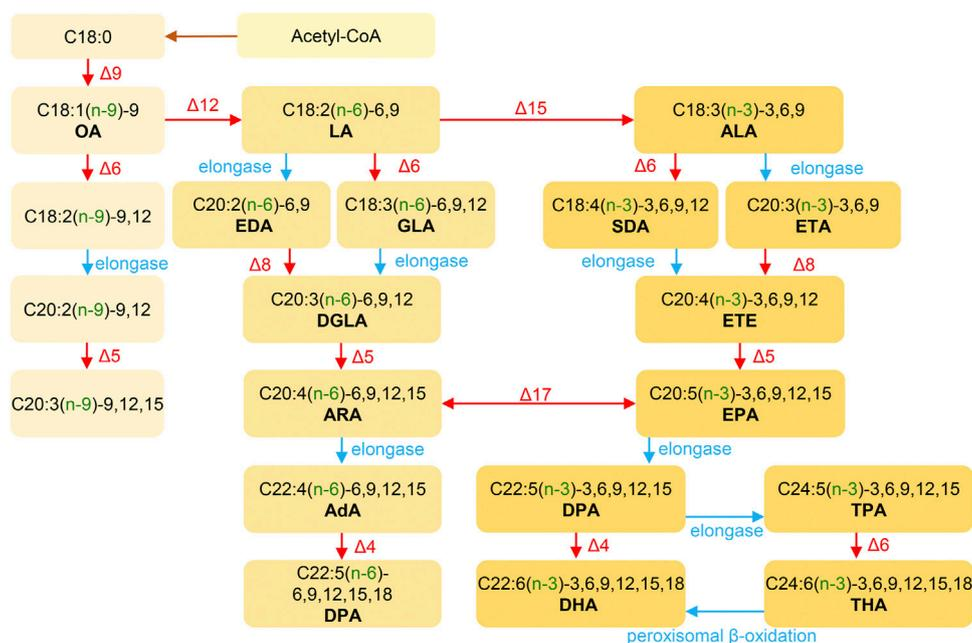 C18:0
Acetyl-CoA
Δ9
C18:1(n-9)-9
OA
Δ12
C18:2(n-6)-6,9
LA
Δ15
C18:3(n-3)-3,6,9
ALA
Δ6
elongase
Δ6
Δ6
elongase
C18:2(n-9)-9,12
C20:2(n-6)-6,9
EDA
C18:3(n-6)-6,9,12
GLA
C18:4(n-3)-3,6,9,12
SDA
C20:3(n-3)-3,6,9
ETA
elongase
Δ8
elongase
elongase
Δ8
C20:2(n-9)-9,12
C20:3(n-6)-6,9,12
DGLA
C20:4(n-3)-3,6,9,12
ETE
Δ5
Δ5
Δ5
C20:3(n-9)-9,12,15
C20:4(n-6)-6,9,12,15
ARA
Δ17
C20:5(n-3)-3,6,9,12,15
EPA
elongase
elongase
C22:4(n-6)-6,9,12,15
AdA
C22:5(n-3)-3,6,9,12,15
DPA
elongase
C24:5(n-3)-3,6,9,12,15
TPA
Δ4
Δ4
Δ6
C22:5(n-6)-
6,9,12,15,18
DPA
C22:6(n-3)-3,6,9,12,15,18
DHA
C24:6(n-3)-3,6,9,12,15,18
THA
peroxisomal β-oxidation